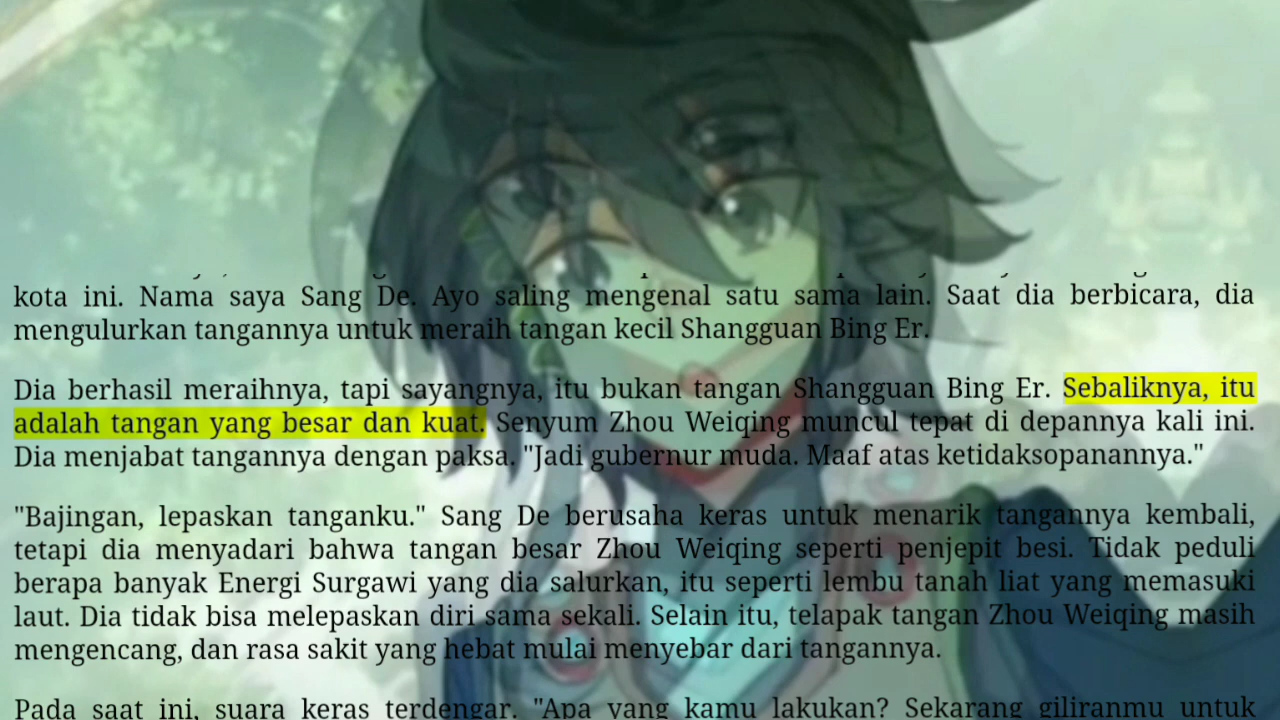 kota ini. Nama saya Sang De. Ayo saling mengenal satu sama lain. Saat dia berbicara, dia
mengulurkan tangannya untuk meraih tangan kecil Shangguan Bing Er.
Dia berhasil meraihnya, tapi sayangnya, itu bukan tangan Shangguan Bing Er. Sebaliknya, itu
adalah tangan yang besar dan kuat. Senyum Zhou Weiqing muncul tepat di depannya kali ini.
Dia menjabat tangannya dengan paksa. "Jadi gubernur muda. Maaf atas ketidaksopanannya."
"Bajingan, lepaskan tanganku." Sang De berusaha keras untuk menarik tangannya kembali,
tetapi dia menyadari bahwa tangan besar Zhou Weiqing seperti penjepit besi. Tidak peduli
berapa banyak Energi Surgawi yang dia salurkan, itu seperti lembu tanah liat yang memasuki
laut. Dia tidak bisa melepaskan diri sama sekali. Selain itu, telapak tangan Zhou Weiqing masih
mengencang, dan rasa sakit yang hebat mulai menyebar dari tangannya.
Pada saat ini, suara keras terdengar. "Apa yang kamu lakukan? Sekarang giliranmu untuk